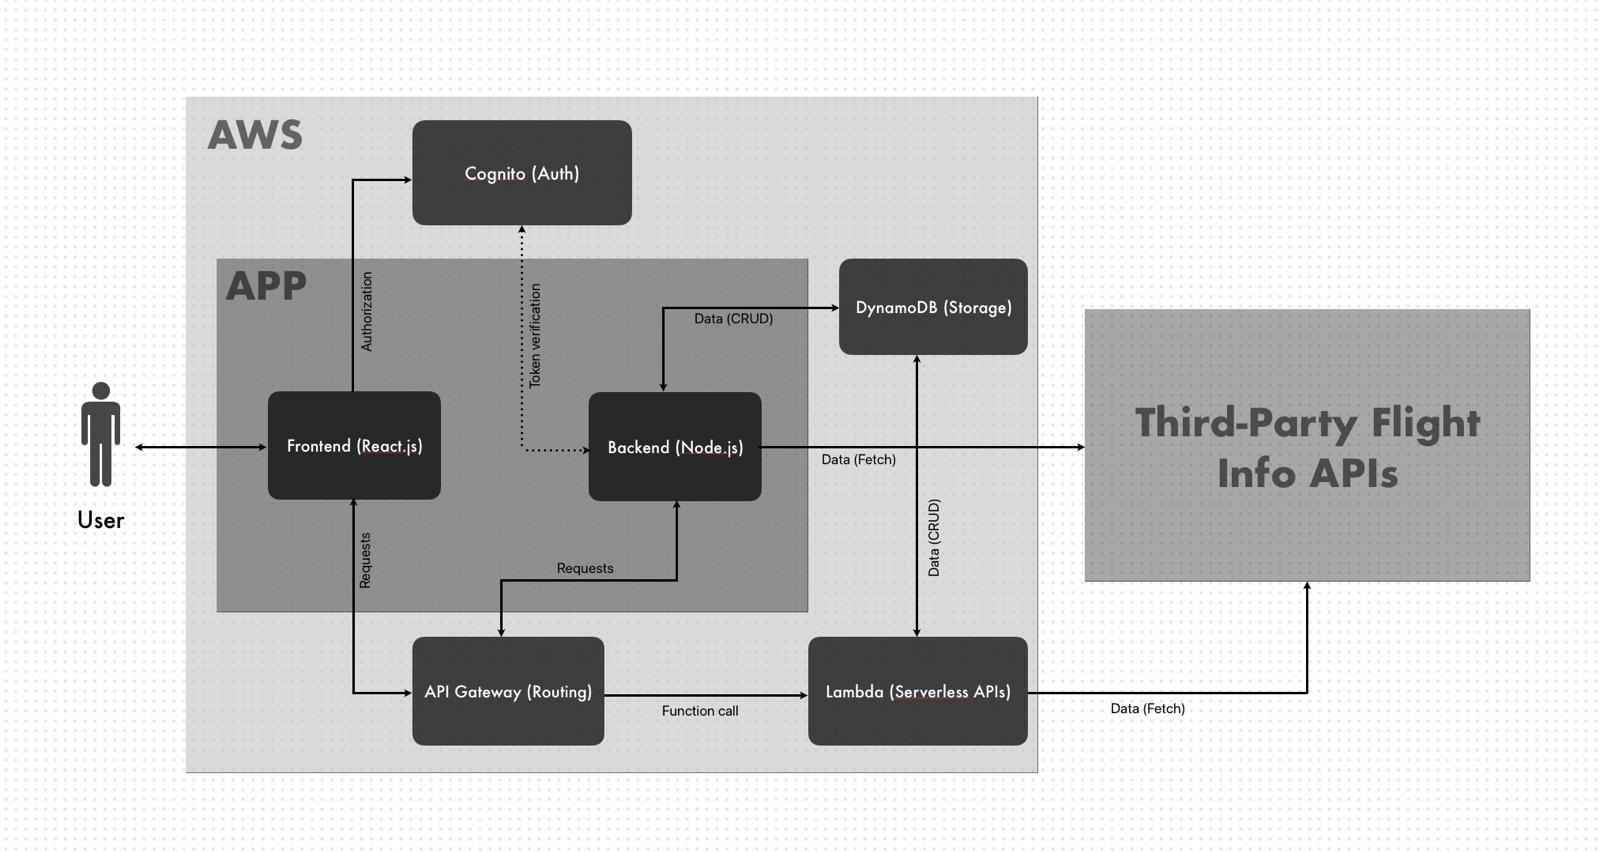 AWS
Cognito (Auth)
APP
Authorization
Token verification
Data (CRUD)
DynamoDB (Storage)
User
Frontend (React.js)
Backend (Node.js)
Data (Fetch)
Third-Party Flight
Info APIs
Requests
Requests
Data (CRUD)
API Gateway (Routing)
Function call
Lambda (Serverless APIs)
Data (Fetch)